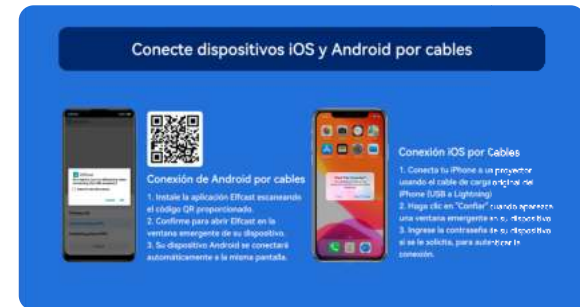 Conecte dispositivos iOS y Android por cables
Conexión de Android por cables
1. Instale la aplicación Elfcast escaneando
el código QR proporcionado.
2. Confirme para abrir Elfcast en la
ventana emergente de su dispositivo.
3. Su dispositivo Android se conectará
automáticamente a la misma pantalla.
Conexión iOS por Cables
1. Conecta tu iPhone a un proyector
usando el cable de carga original del
iPhone (USB a Lightning)
2. Haga clic en "Confiar" cuando aparezca
una ventana emergente en su dispositivo
3. Ingrese la contraseña de su dispositivo
si se le solicita, para autenticar la
conexión.